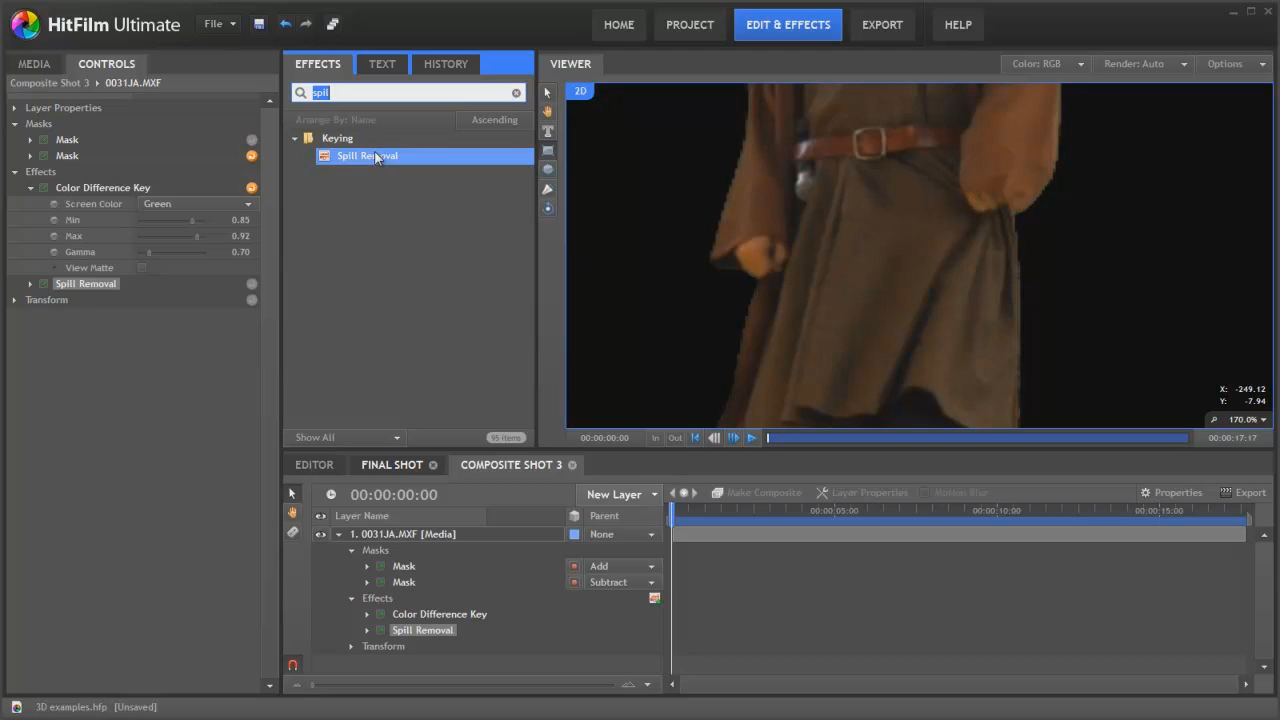 HitFilm Ultimate
File
HOME
PROJECT
EDIT & EFFECTS
EXPORT
HELP
MEDIA
CONTROLS
Composite Shot 3 ▸ 0031JA.MXF
Layer Properties
Masks
Mask
Mask
Effects
Color Difference Key
Screen Color Green
Min 0.85
Max 0.92
Gamma 0.70
View Matte
Spill Removal
Transform
EFFECTS
TEXT
HISTORY
spil
Arrange By: Name Ascending
Keying
Spill Removal
Show All
95 items
VIEWER
Color: RGB
Render: Auto
Options
2D
X: -249.12
Y: -7.94
170.0%
00:00:00:00 In Out 00:00:17:17
EDITOR
FINAL SHOT
COMPOSITE SHOT 3
00:00:00:00
New Layer
Make Composite
Layer Properties
Motion Blur
Properties
Export
Layer Name Parent
00:00:05:00 00:00:10:00 00:00:15:00
1. 0031JA.MXF [Media] None
Masks
Mask Add
Mask Subtract
Effects
Color Difference Key
Spill Removal
Transform
3D examples.hfp [Unsaved]